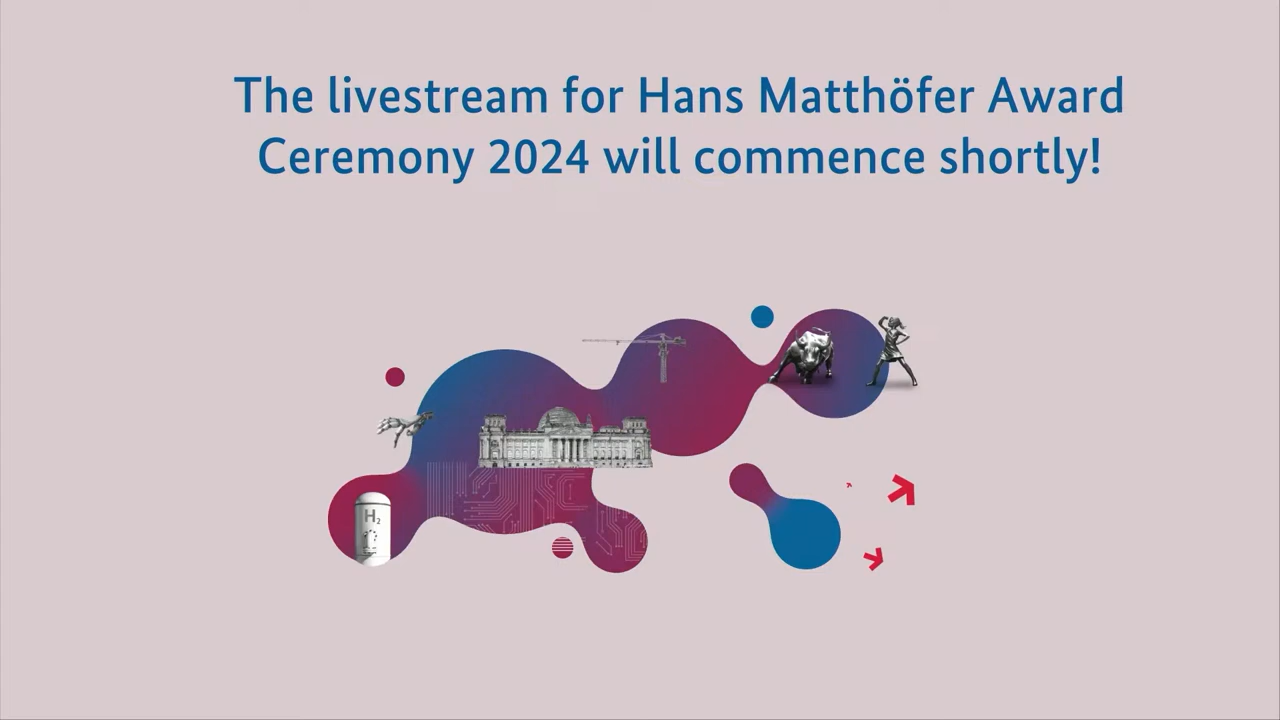 The livestream for Hans Matthöfer Award
Ceremony 2024 will commence shortly!
H2